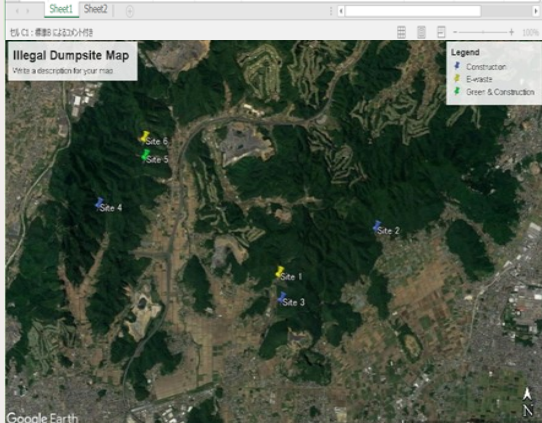 Sheet1 Sheet2
100%
Illegal Dumpsite Map
Write a description for your map.
Legend
Construction
E-waste
Green & Construction
Site 6
Site 5
Site 4
Site 2
Site 1
Site 3
Google Earth
N